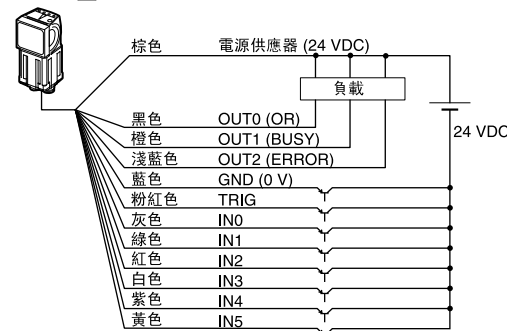 棕色 電源供應器 (24 VDC)
負載
黑色 OUT0 (OR)
橙色 OUT1 (BUSY)
24 VDC
淺藍色 OUT2 (ERROR)
藍色 GND (0 V)
粉紅色 TRIG
灰色 IN0
綠色 IN1
紅色 IN2
白色 IN3
紫色 IN4
黃色 IN5